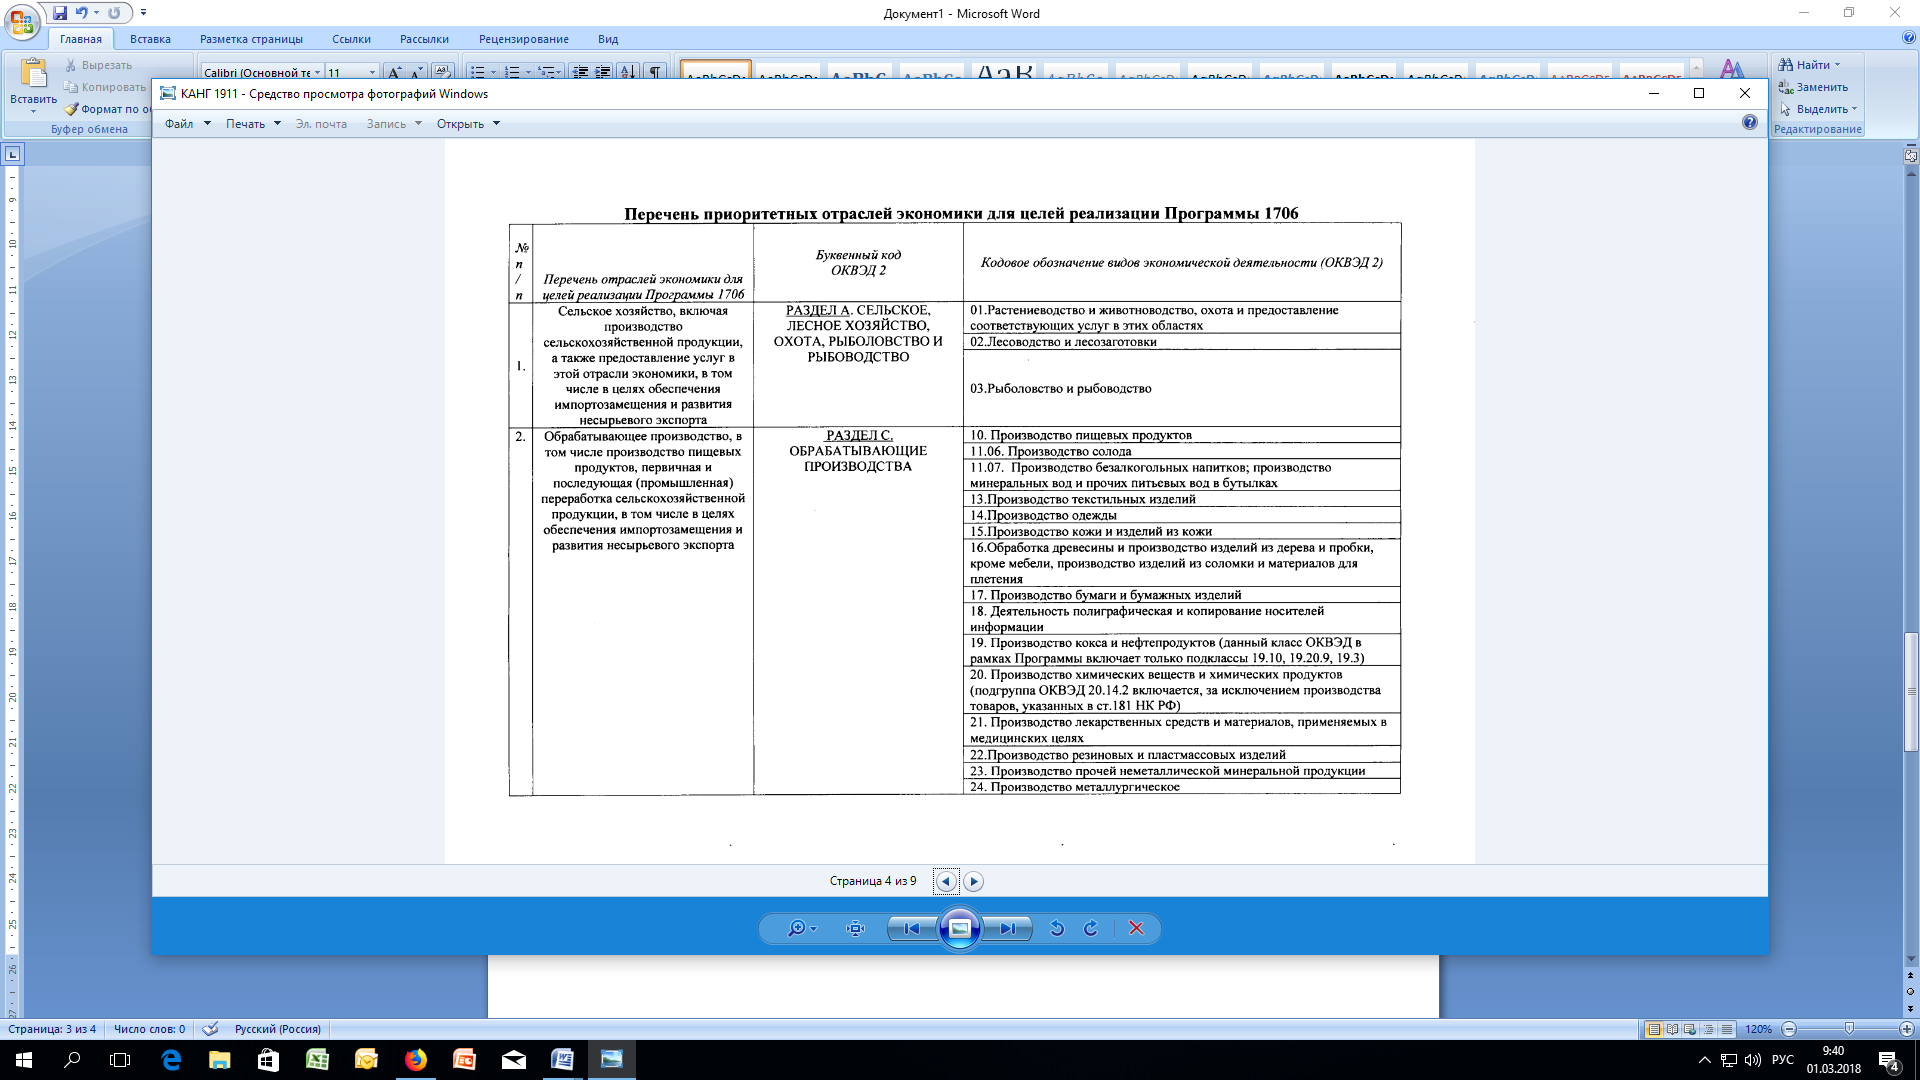 Документ1 - Microsoft Word
Главная Вставка Разметка страницы Ссылки Рассылки Рецензирование Вид
Вставить
Вырезать
Копировать
Формат по об
Буфер обмена
Calibri (Основной те 11
Найти
Заменить
Выделить
Редактирование
КАНГ 1911 - Средство просмотра фотографий Windows
Файл Печать Эл. почта Запись Открыть
Перечень приоритетных отраслей экономики для целей реализации Программы 1706
№
п
/
п
Перечень отраслей экономики для
целей реализации Программы 1706
Буквенный код
ОКВЭД 2
Кодовое обозначение видов экономической деятельности (ОКВЭД 2)
1.
Сельское хозяйство, включая
производство
сельскохозяйственной продукции,
а также предоставление услуг в
этой отрасли экономики, в том
числе в целях обеспечения
импортозамещения и развития
несырьевого экспорта
РАЗДЕЛ А. СЕЛЬСКОЕ,
ЛЕСНОЕ ХОЗЯЙСТВО,
ОХОТА, РЫБОЛОВСТВО И
РЫБОВОДСТВО
01.Растениеводство и животноводство, охота и предоставление
соответствующих услуг в этих областях
02.Лесоводство и лесозаготовки
03.Рыболовство и рыбоводство
2.
Обрабатывающее производство, в
том числе производство пищевых
продуктов, первичная и
последующая (промышленная)
переработка сельскохозяйственной
продукции, в том числе в целях
обеспечения импортозамещения и
развития несырьевого экспорта
РАЗДЕЛ С.
ОБРАБАТЫВАЮЩИЕ
ПРОИЗВОДСТВА
10. Производство пищевых продуктов
11.06. Производство солода
11.07. Производство безалкогольных напитков; производство
минеральных вод и прочих питьевых вод в бутылках
13.Производство текстильных изделий
14.Производство одежды
15.Производство кожи и изделий из кожи
16.Обработка древесины и производство изделий из дерева и пробки,
кроме мебели, производство изделий из соломки и материалов для
плетения
17. Производство бумаги и бумажных изделий
18. Деятельность полиграфическая и копирование носителей
информации
19. Производство кокса и нефтепродуктов (данный класс ОКВЭД в
рамках Программы включает только подклассы 19.10, 19.20.9, 19.3)
20. Производство химических веществ и химических продуктов
(подгруппа ОКВЭД 20.14.2 включается, за исключением производства
товаров, указанных в ст.181 НК РФ)
21. Производство лекарственных средств и материалов, применяемых в
медицинских целях
22.Производство резиновых и пластмассовых изделий
23. Производство прочей неметаллической минеральной продукции
24. Производство металлургическое
Страница 4 из 9
Страница: 3 из 4 Число слов: 0 Русский (Россия) 120%
РУС
9:40
01.03.2018
4